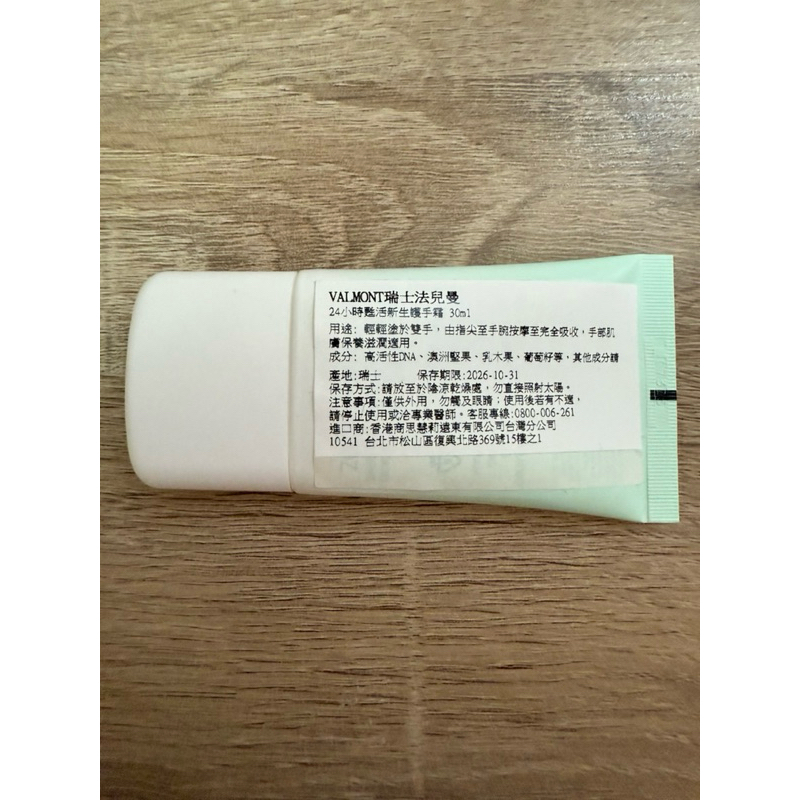 VALMONT瑞士法兒曼
24小時甦活新生護手霜 30ml
用途: 輕輕塗於雙手，由指尖至手腕按摩至完全吸收，手部肌
膚保養滋潤適用。
成分: 高活性DNA、澳洲堅果、乳木果、葡萄籽等，其他成分請
產地:瑞士 保存期限:2026-10-31
保存方式:請放至於陰涼乾燥處，勿直接照射太陽。
注意事項:僅供外用，勿觸及眼睛；使用後若有不適，
請停止使用或洽專業醫師。客服專線:0800-006-261
進口商:香港商思慧莉遠東有限公司台灣分公司
10541 台北市松山區復興北路369號15樓之1